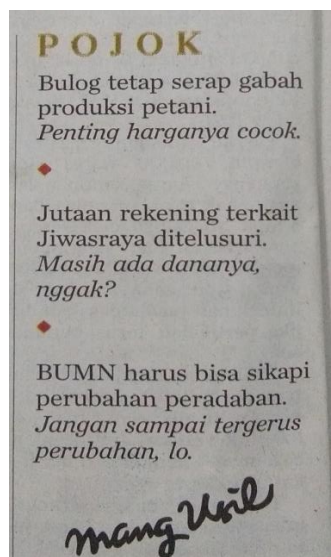 POJOK
Bulog tetap serap gabah
produksi petani.
Penting harganya cocok.
Jutaan rekening terkait
Jiwasraya ditelusuri.
Masih ada dananya,
nggak?
BUMN harus bisa sikapi
perubahan peradaban.
Jangan sampai tergerus
perubahan, lo.
mang Usil